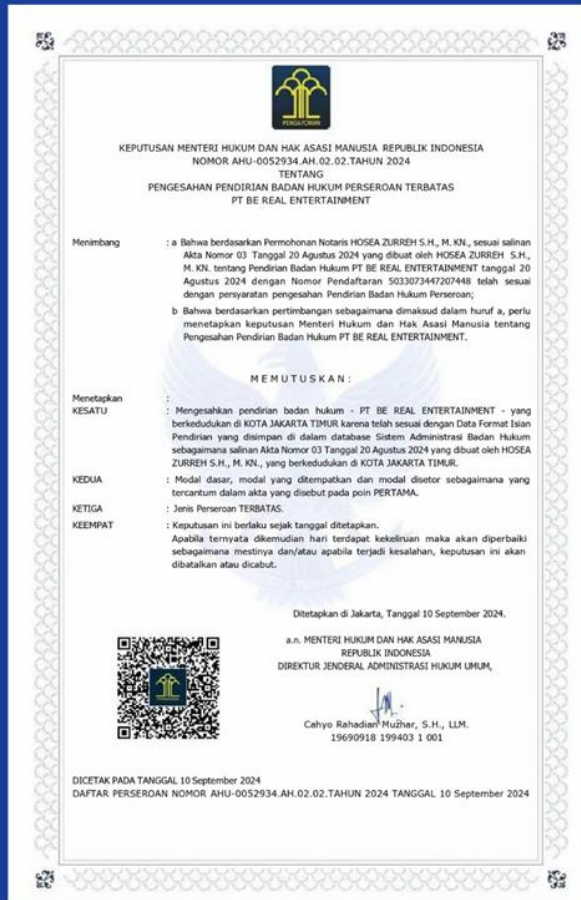 PENGAYOMAN
KEPUTUSAN MENTERI HUKUM DAN HAK ASASI MANUSIA REPUBLIK INDONESIA
NOMOR AHU-0052934.AH.02.02.TAHUN 2024
TENTANG
PENGESAHAN PENDIRIAN BADAN HUKUM PERSEROAN TERBATAS
PT BE REAL ENTERTAINMENT
Menimbang : a Bahwa berdasarkan Permohonan Notaris HOSEA ZURREH S.H., M. KN., sesuai salinan
Akta Nomor 03 Tanggal 20 Agustus 2024 yang dibuat oleh HOSEA ZURREH S.H.,
M. KN. tentang Pendirian Badan Hukum PT BE REAL ENTERTAINMENT tanggal 20
Agustus 2024 dengan Nomor Pendaftaran 5033073447207448 telah sesuai
dengan persyaratan pengesahan Pendirian Badan Hukum Perseroan;
b Bahwa berdasarkan pertimbangan sebagaimana dimaksud dalam huruf a, perlu
menetapkan keputusan Menteri Hukum dan Hak Asasi Manusia tentang
Pengesahan Pendirian Badan Hukum PT BE REAL ENTERTAINMENT.
MEMUTUSKAN:
Menetapkan :
KESATU : Mengesahkan pendirian badan hukum - PT BE REAL ENTERTAINMENT - yang
berkedudukan di KOTA JAKARTA TIMUR karena telah sesuai dengan Data Format Isian
Pendirian yang disimpan di dalam database Sistem Administrasi Badan Hukum
sebagaimana salinan Akta Nomor 03 Tanggal 20 Agustus 2024 yang dibuat oleh HOSEA
ZURREH S.H., M. KN., yang berkedudukan di KOTA JAKARTA TIMUR.
KEDUA : Modal dasar, modal yang ditempatkan dan modal disetor sebagaimana yang
tercantum dalam akta yang disebut pada poin PERTAMA.
KETIGA : Jenis Perseroan TERBATAS.
KEEMPAT : Keputusan ini berlaku sejak tanggal ditetapkan.
Apabila ternyata dikemudian hari terdapat kekeliruan maka akan diperbaiki
sebagaimana mestinya dan/atau apabila terjadi kesalahan, keputusan ini akan
dibatalkan atau dicabut.
Ditetapkan di Jakarta, Tanggal 10 September 2024.
a.n. MENTERI HUKUM DAN HAK ASASI MANUSIA
REPUBLIK INDONESIA
DIREKTUR JENDERAL ADMINISTRASI HUKUM UMUM,
Cahyo Rahadian Muzhar, S.H., LLM.
19690918 199403 1 001
DICETAK PADA TANGGAL 10 September 2024
DAFTAR PERSEROAN NOMOR AHU-0052934.AH.02.02.TAHUN 2024 TANGGAL 10 September 2024